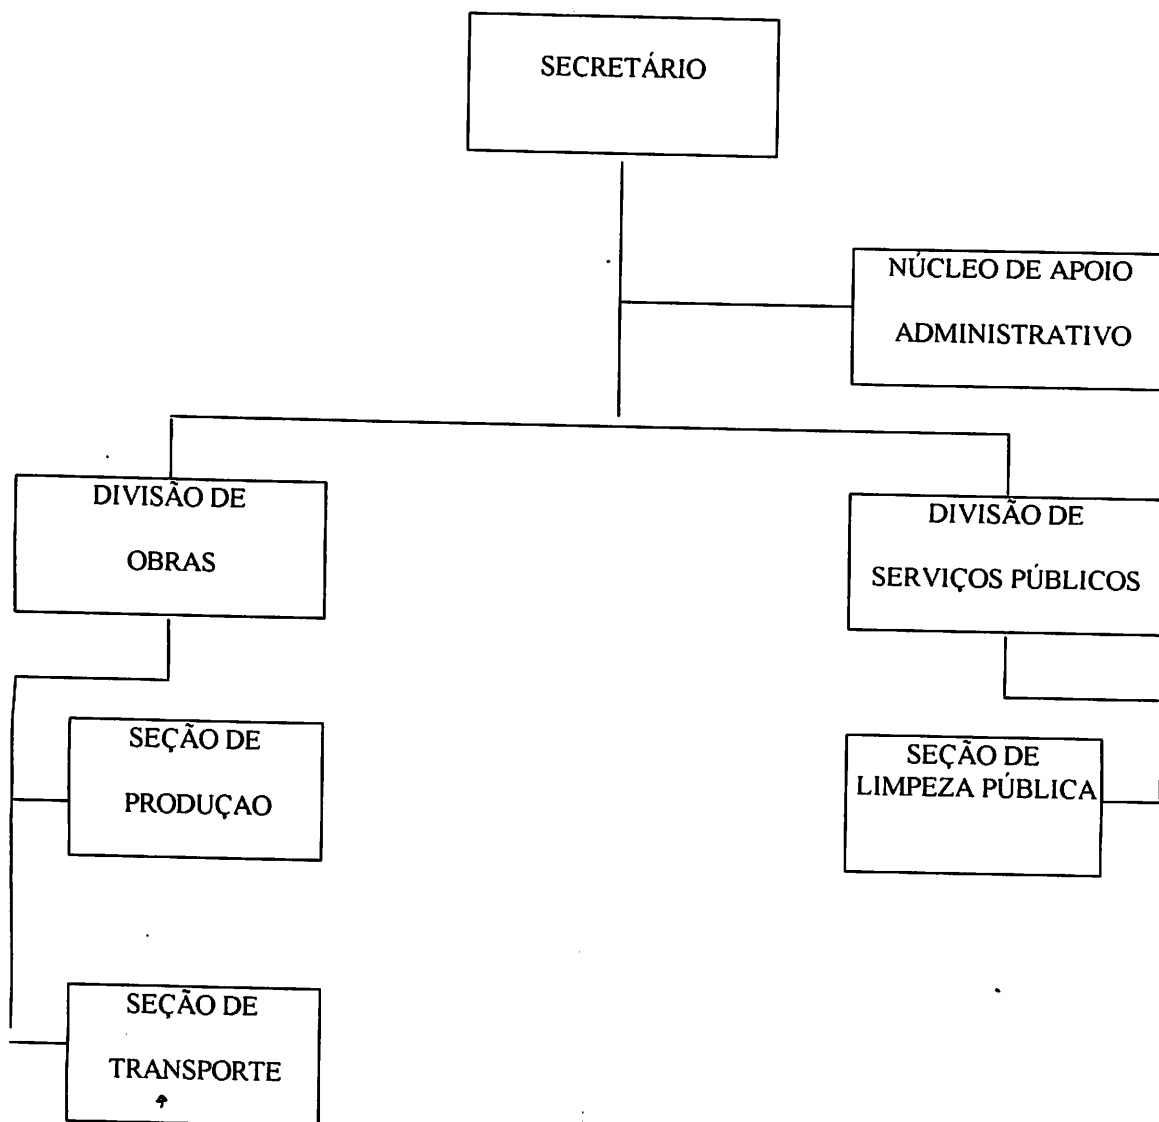 SECRETÁRIO
NÚCLEO DE APOIO
ADMINISTRATIVO
DIVISÃO DE
OBRAS
DIVISÃO DE
SERVIÇOS PÚBLICOS
SEÇÃO DE
PRODUÇAO
SEÇÃO DE
LIMPEZA PÚBLICA
SEÇÃO DE
TRANSPORTE